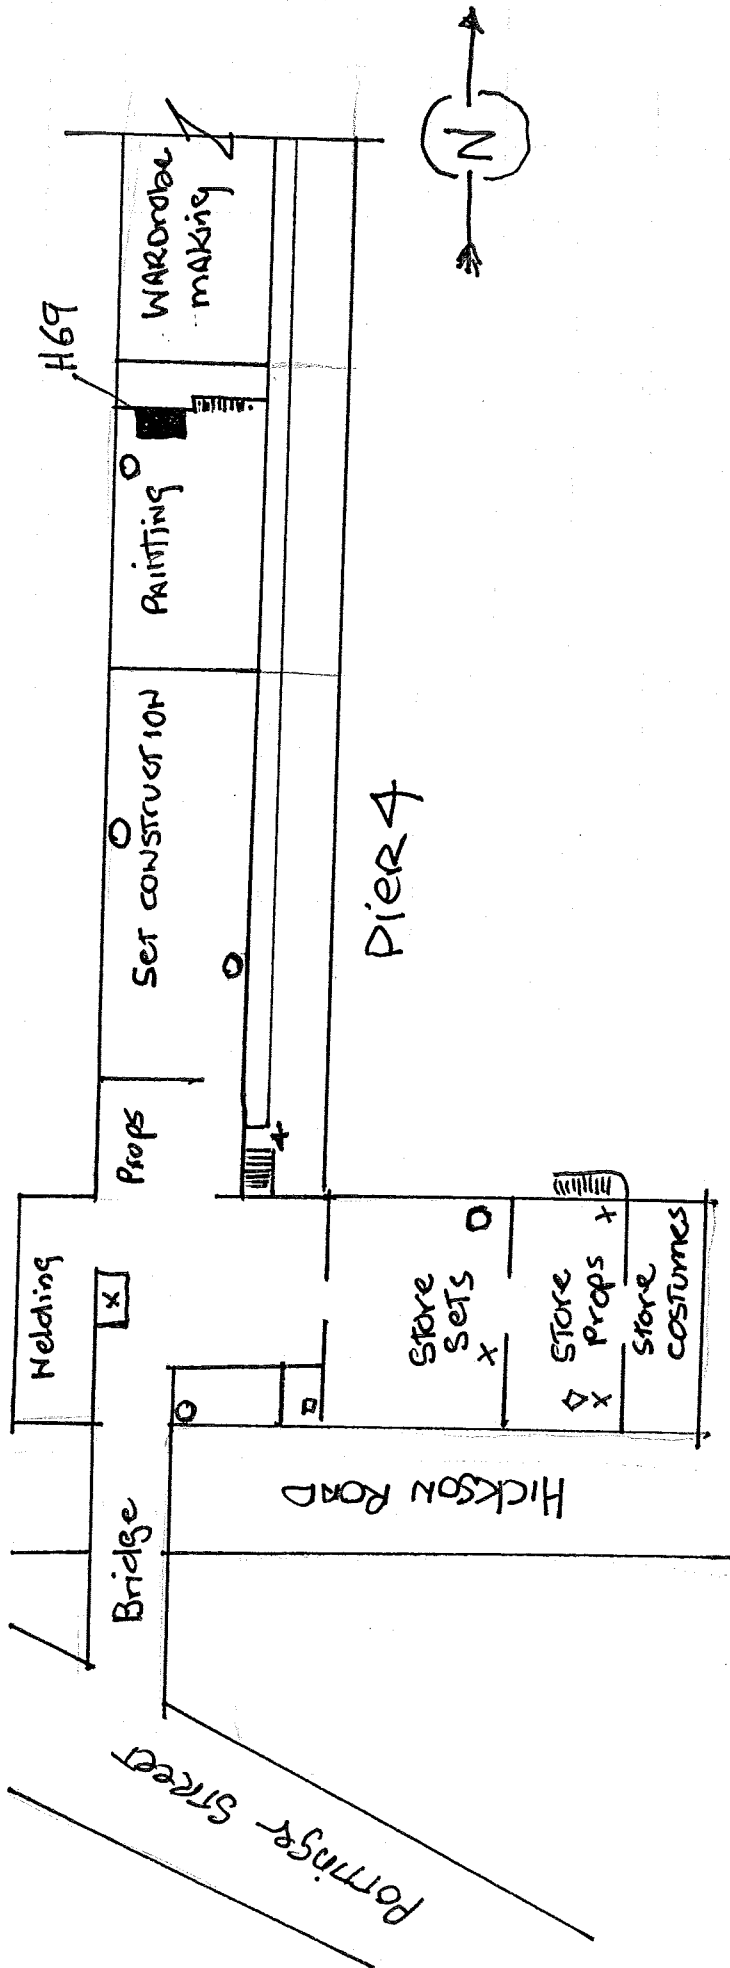 H69
WARDrobe
MAKing
PAINTing
SET CONSTRUCTION
Props
Pier 4
4
N
Welding
x
Store
Sets
x
Store
Props
x
x
Store
COSTUMES
Bridge
HICKSON ROAD
Pottinger STREET